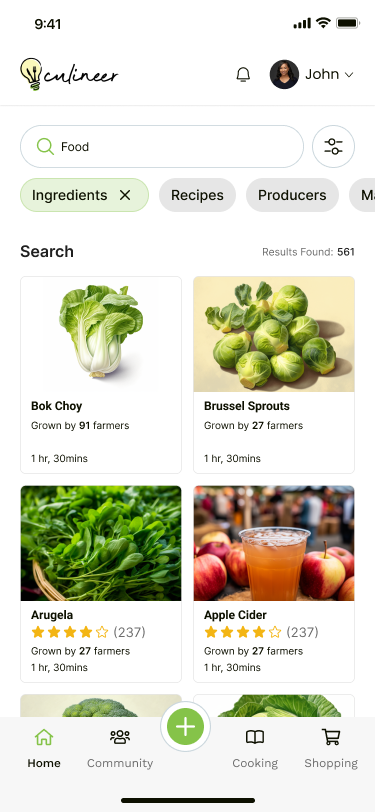 9:41
culineer
John
Food
Ingredients
Recipes
Producers
Search
Results Found: 561
Bok Choy
Grown by 91 farmers
1 hr, 30mins
Brussel Sprouts
Grown by 27 farmers
1 hr, 30mins
Arugela
(237)
Grown by 27 farmers
1 hr, 30mins
Apple Cider
(237)
Grown by 27 farmers
1 hr, 30mins
Home
Community
Cooking
Shopping